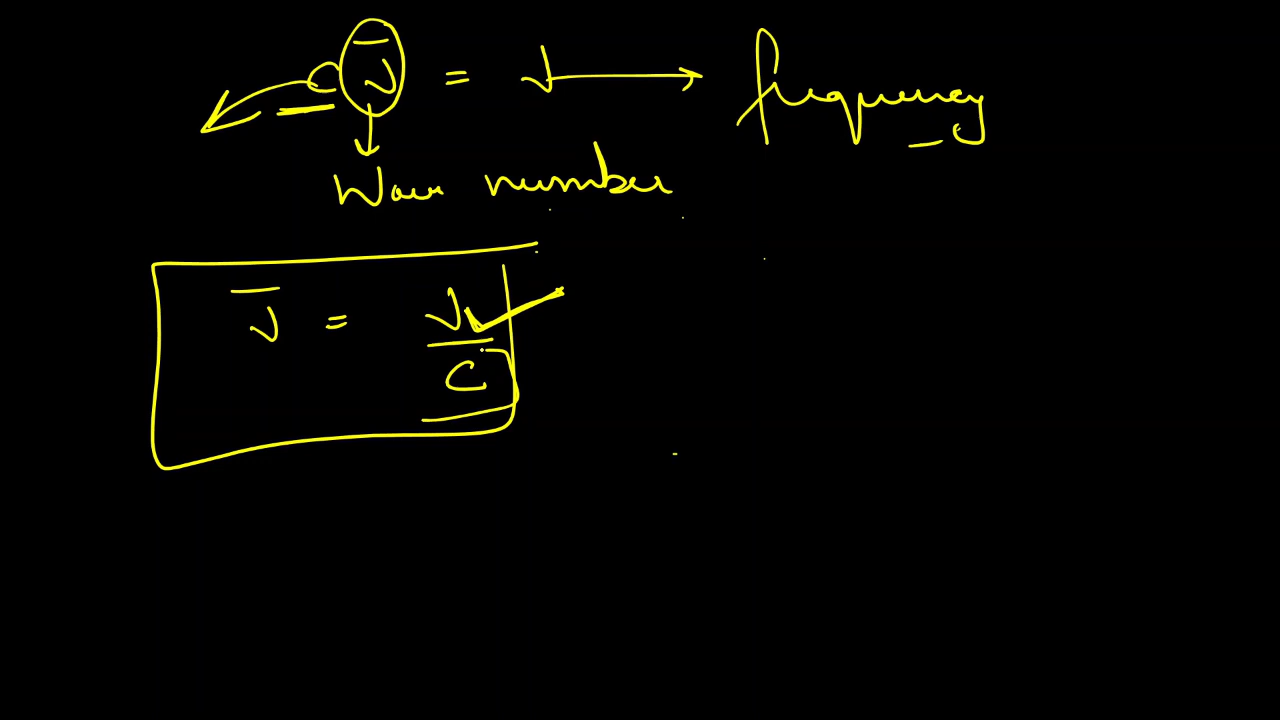 ν̅ = ν → frequency
Wave number
ν̅ = ν / C